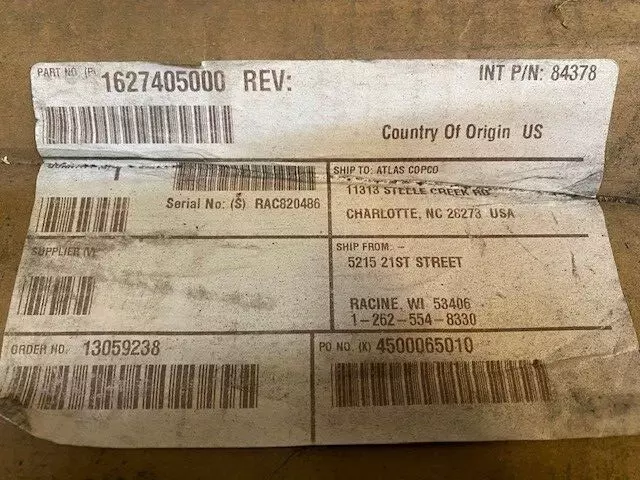 PART NO. (P) 1627405000 REV:
INT P/N: 84378
Country Of Origin US
Serial No: (S) RAC820486
SHIP TO: ATLAS COPCO
11313 STEELE CREEK RD
CHARLOTTE, NC 28273 USA
SUPPLIER (V)
SHIP FROM: -
5215 21ST STREET
RACINE, WI 53406
1-262-554-8330
ORDER NO. 13059238
PO NO. (K) 4500065010